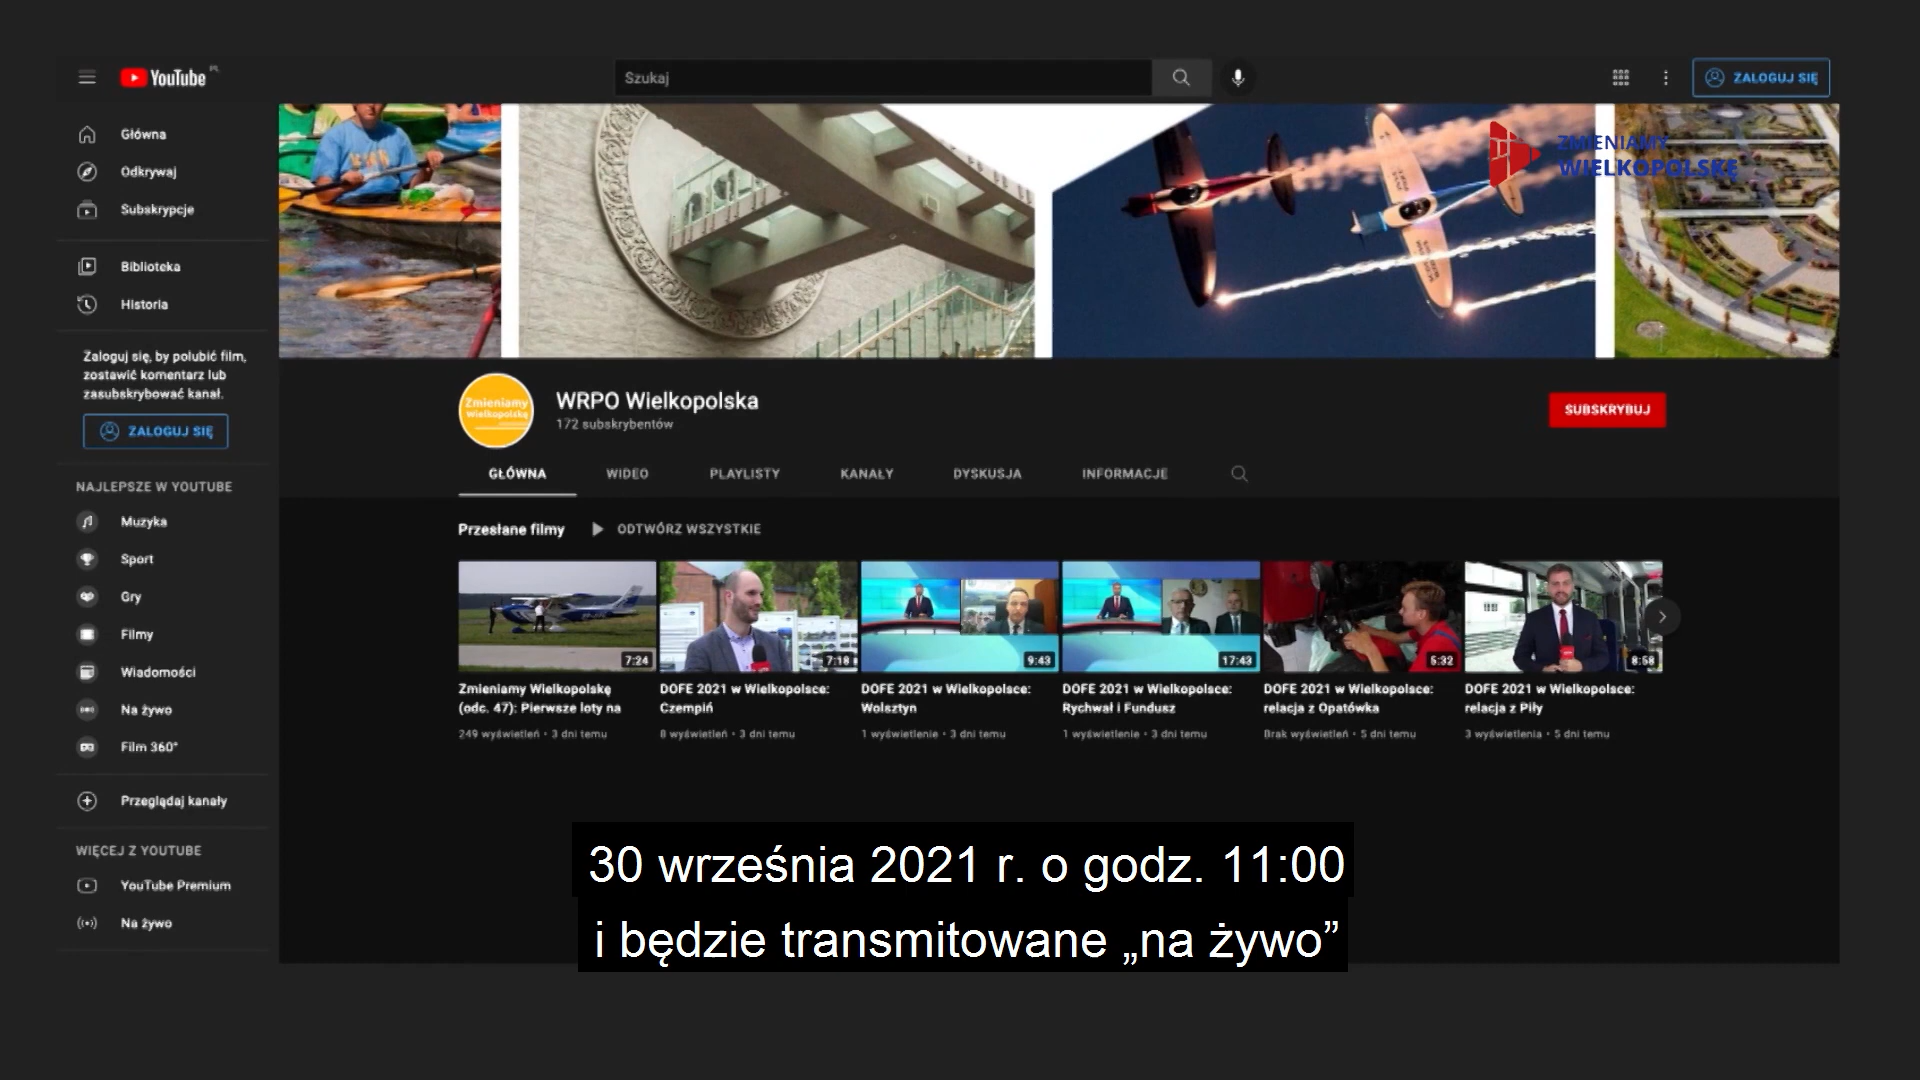 YouTube PL
Szukaj
ZALOGUJ SIĘ
Główna
Odkrywaj
Subskrypcje
Biblioteka
Historia
Zaloguj się, by polubić film,
zostawić komentarz lub
zasubskrybować kanał.
ZALOGUJ SIĘ
NAJLEPSZE W YOUTUBE
Muzyka
Sport
Gry
Filmy
Wiadomości
Na żywo
Film 360°
Przeglądaj kanały
WIĘCEJ Z YOUTUBE
YouTube Premium
Na żywo
ZMIENIAMY
WIELKOPOLSKĘ
Zmieniamy
Wielkopolskę
WRPO Wielkopolska
172 subskrybentów
SUBSKRYBUJ
GŁÓWNA WIDEO PLAYLISTY KANAŁY DYSKUSJA INFORMACJE
Przesłane filmy ODTWÓRZ WSZYSTKIE
7:24 7:18 9:43 17:43 5:32 8:58
Zmieniamy Wielkopolskę
(odc. 47): Pierwsze loty na
249 wyświetleń • 3 dni temu
DOFE 2021 w Wielkopolsce:
Czempiń
8 wyświetleń • 3 dni temu
DOFE 2021 w Wielkopolsce:
Wolsztyn
1 wyświetlenie • 3 dni temu
DOFE 2021 w Wielkopolsce:
Rychwał i Fundusz
1 wyświetlenie • 3 dni temu
DOFE 2021 w Wielkopolsce:
relacja z Opatówka
Brak wyświetleń • 5 dni temu
DOFE 2021 w Wielkopolsce:
relacja z Piły
3 wyświetlenia • 5 dni temu
30 września 2021 r. o godz. 11:00
i będzie transmitowane „na żywo”